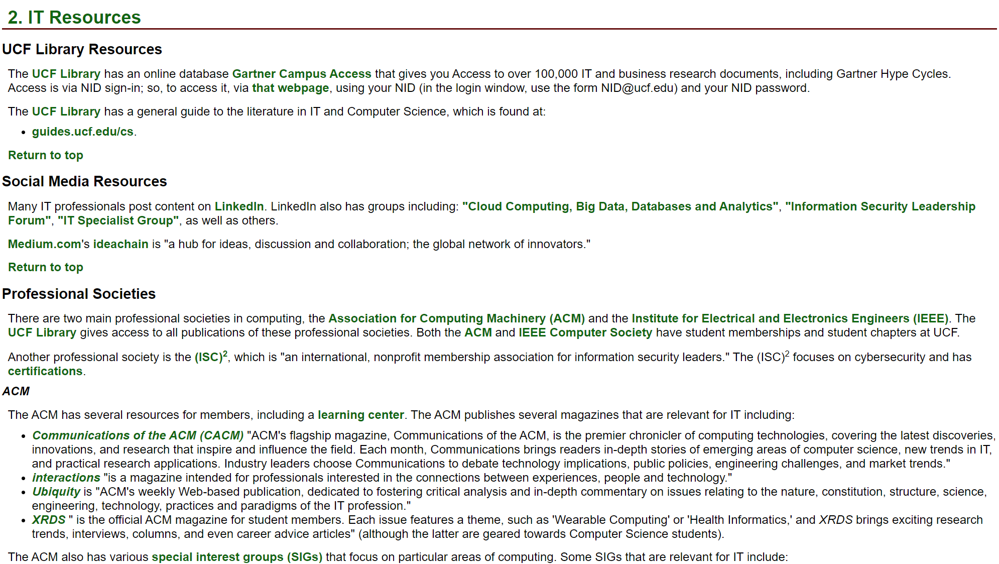 2. IT Resources
UCF Library Resources
The UCF Library has an online database Gartner Campus Access that gives you Access to over 100,000 IT and business research documents, including Gartner Hype Cycles.
Access is via NID sign-in; so, to access it, via that webpage, using your NID (in the login window, use the form NID@ucf.edu) and your NID password.
The UCF Library has a general guide to the literature in IT and Computer Science, which is found at:
• guides.ucf.edu/cs.
Return to top
Social Media Resources
Many IT professionals post content on LinkedIn. LinkedIn also has groups including: "Cloud Computing, Big Data, Databases and Analytics", "Information Security Leadership
Forum", "IT Specialist Group", as well as others.
Medium.com's ideachain is "a hub for ideas, discussion and collaboration; the global network of innovators."
Return to top
Professional Societies
There are two main professional societies in computing, the Association for Computing Machinery (ACM) and the Institute for Electrical and Electronics Engineers (IEEE). The
UCF Library gives access to all publications of these professional societies. Both the ACM and IEEE Computer Society have student memberships and student chapters at UCF.
Another professional society is the (ISC)², which is "an international, nonprofit membership association for information security leaders." The (ISC)² focuses on cybersecurity and has
certifications.
ACM
The ACM has several resources for members, including a learning center. The ACM publishes several magazines that are relevant for IT including:
• Communications of the ACM (CACM) "ACM's flagship magazine, Communications of the ACM, is the premier chronicler of computing technologies, covering the latest discoveries,
innovations, and research that inspire and influence the field. Each month, Communications brings readers in-depth stories of emerging areas of computer science, new trends in IT,
and practical research applications. Industry leaders choose Communications to debate technology implications, public policies, engineering challenges, and market trends."
• interactions "is a magazine intended for professionals interested in the connections between experiences, people and technology."
• Ubiquity is "ACM's weekly Web-based publication, dedicated to fostering critical analysis and in-depth commentary on issues relating to the nature, constitution, structure, science,
engineering, technology, practices and paradigms of the IT profession."
• XRDS " is the official ACM magazine for student members. Each issue features a theme, such as 'Wearable Computing' or 'Health Informatics,' and XRDS brings exciting research
trends, interviews, columns, and even career advice articles" (although the latter are geared towards Computer Science students).
The ACM also has various special interest groups (SIGs) that focus on particular areas of computing. Some SIGs that are relevant for IT include: